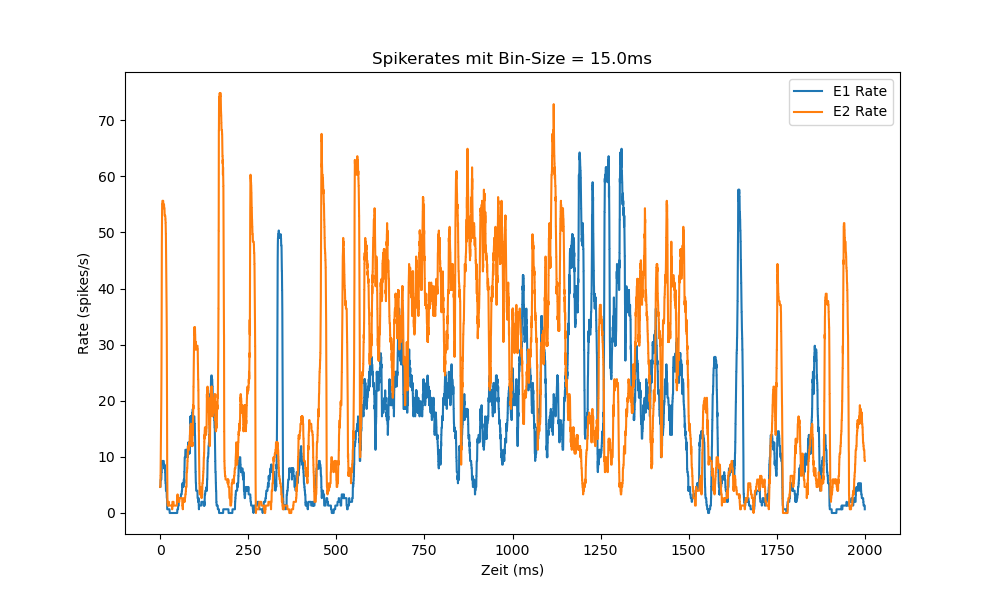 Spikerates mit Bin-Size = 15.0ms
E1 Rate
E2 Rate
Rate (spikes/s)
70
60
50
40
30
20
10
0
0 250 500 750 1000 1250 1500 1750 2000
Zeit (ms)